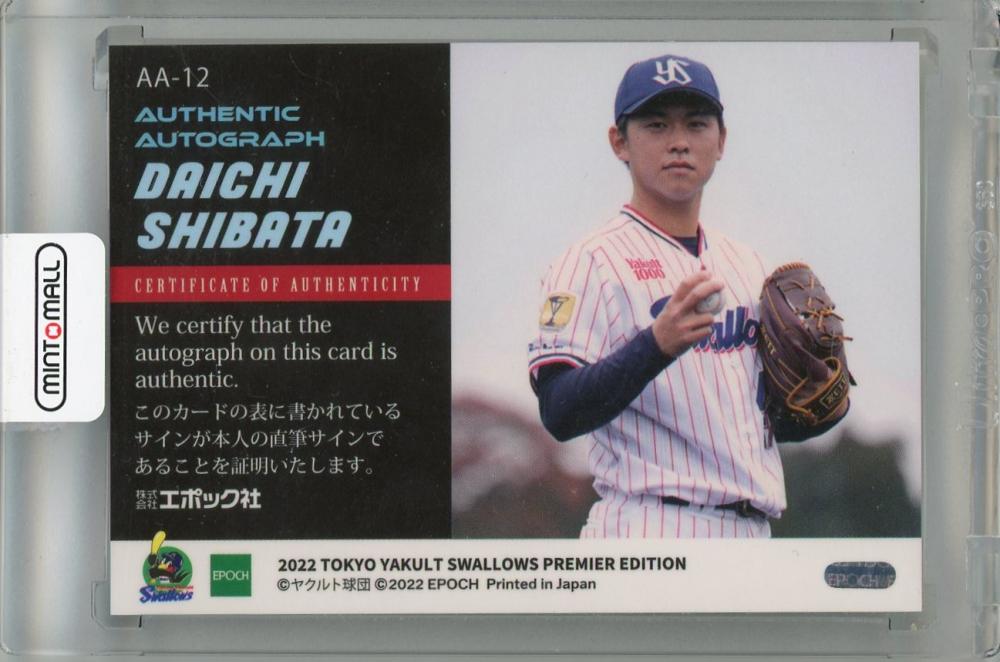 AA-12
AUTHENTIC
AUTOGRAPH
DAICHI
SHIBATA
CERTIFICATE OF AUTHENTICITY
We certify that the
autograph on this card is
authentic.
このカードの表に書かれている
サインが本人の直筆サインで
あることを証明いたします。
株式会社エポック社
MINT MALL
YS
Yakult
1000
Swallows
EPOCH
2022 TOKYO YAKULT SWALLOWS PREMIER EDITION
©ヤクルト球団 ©2022 EPOCH Printed in Japan
EPOCH